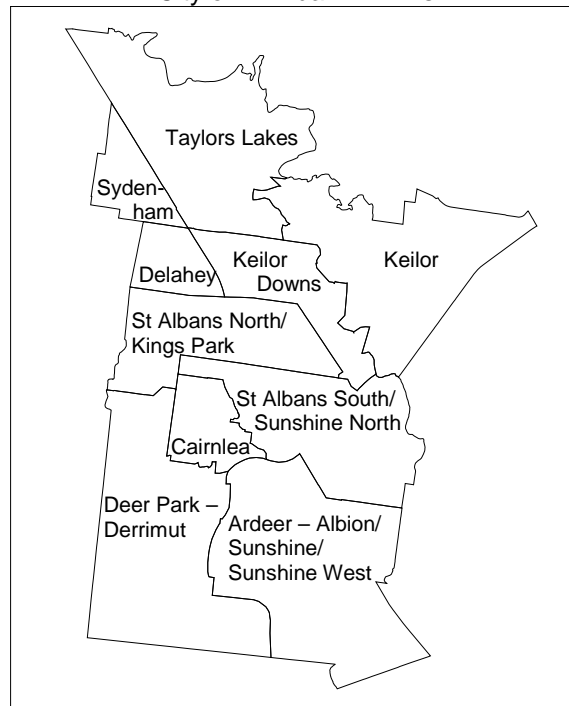 Taylors Lakes
Syden-
ham
Keilor
Downs
Keilor
Delahey
St Albans North/
Kings Park
St Albans South/
Sunshine North
Cairnlea
Deer Park –
Derrimut
Ardeer – Albion/
Sunshine/
Sunshine West